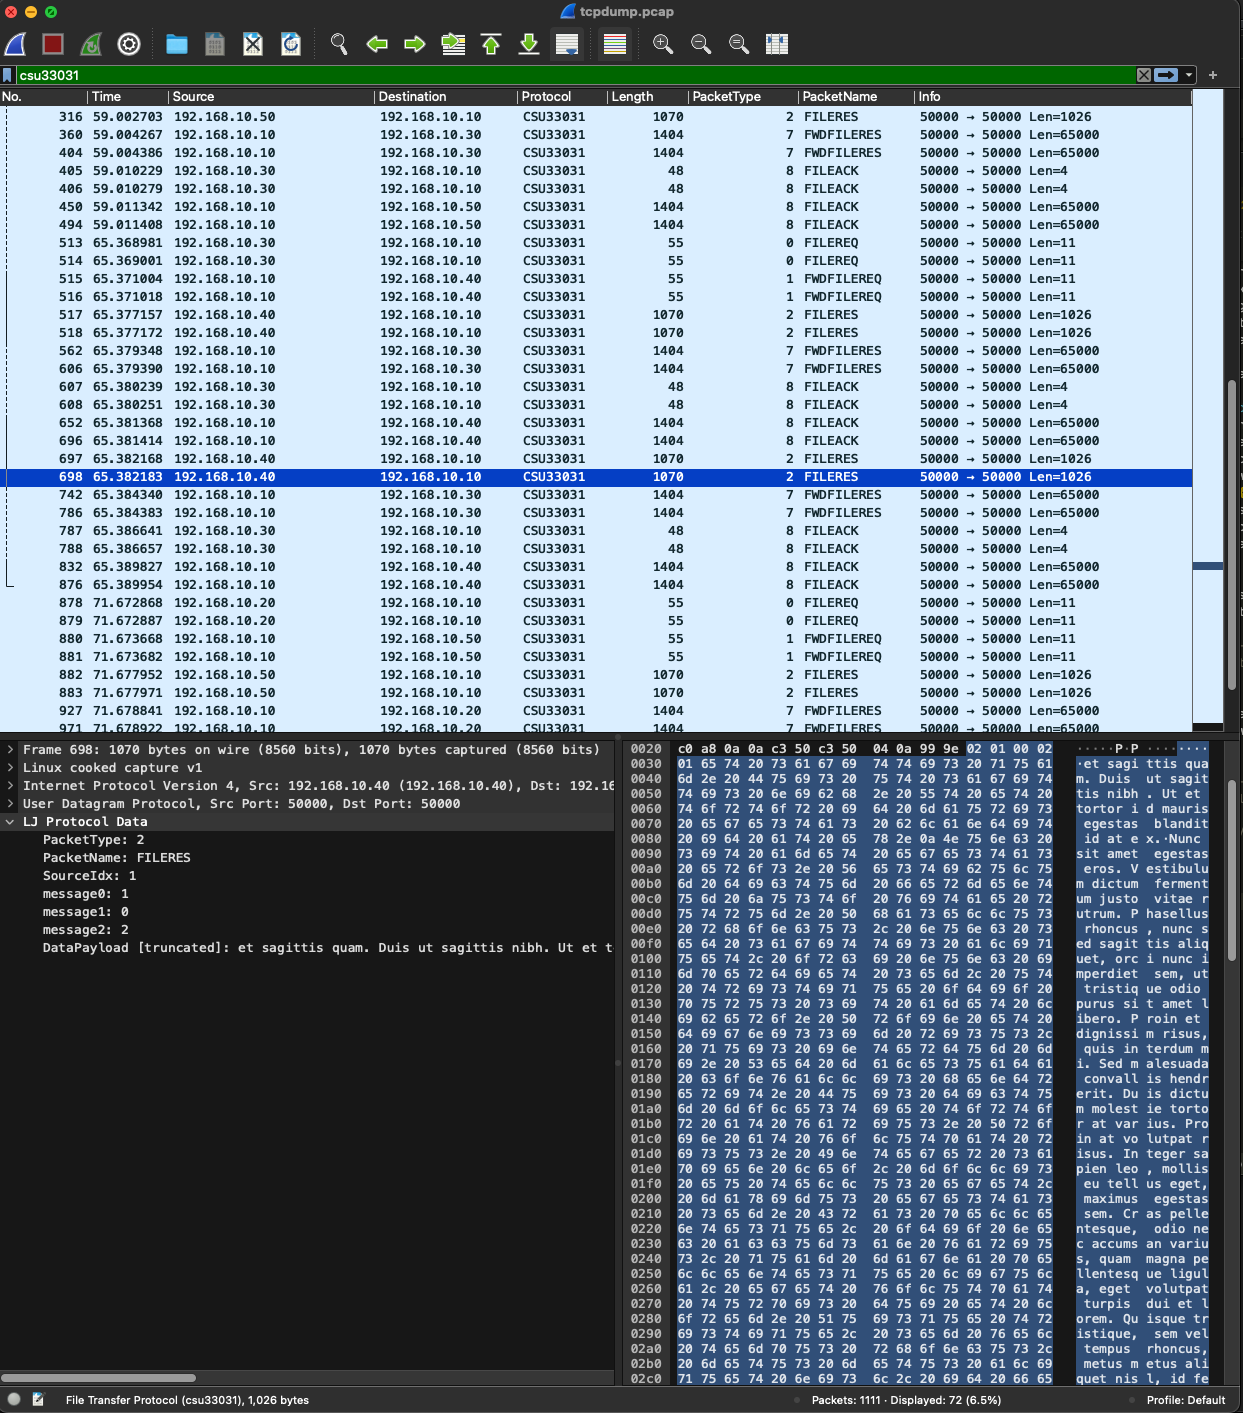 tcpdump.pcap
csu33031
No. Time Source Destination Protocol Length PacketType PacketName Info
316 59.002703 192.168.10.50 192.168.10.10 CSU33031 1070 2 FILERES 50000 → 50000 Len=1026
360 59.004267 192.168.10.10 192.168.10.30 CSU33031 1404 7 FWDFILERES 50000 → 50000 Len=65000
404 59.004386 192.168.10.10 192.168.10.30 CSU33031 1404 7 FWDFILERES 50000 → 50000 Len=65000
405 59.010229 192.168.10.30 192.168.10.10 CSU33031 48 8 FILEACK 50000 → 50000 Len=4
406 59.010279 192.168.10.30 192.168.10.10 CSU33031 48 8 FILEACK 50000 → 50000 Len=4
450 59.011342 192.168.10.10 192.168.10.50 CSU33031 1404 8 FILEACK 50000 → 50000 Len=65000
494 59.011408 192.168.10.10 192.168.10.50 CSU33031 1404 8 FILEACK 50000 → 50000 Len=65000
513 65.368981 192.168.10.30 192.168.10.10 CSU33031 55 0 FILEREQ 50000 → 50000 Len=11
514 65.369001 192.168.10.30 192.168.10.10 CSU33031 55 0 FILEREQ 50000 → 50000 Len=11
515 65.371004 192.168.10.10 192.168.10.40 CSU33031 55 1 FWDFILEREQ 50000 → 50000 Len=11
516 65.371018 192.168.10.10 192.168.10.40 CSU33031 55 1 FWDFILEREQ 50000 → 50000 Len=11
517 65.377157 192.168.10.40 192.168.10.10 CSU33031 1070 2 FILERES 50000 → 50000 Len=1026
518 65.377172 192.168.10.40 192.168.10.10 CSU33031 1070 2 FILERES 50000 → 50000 Len=1026
562 65.379348 192.168.10.10 192.168.10.30 CSU33031 1404 7 FWDFILERES 50000 → 50000 Len=65000
606 65.379390 192.168.10.10 192.168.10.30 CSU33031 1404 7 FWDFILERES 50000 → 50000 Len=65000
607 65.380239 192.168.10.30 192.168.10.10 CSU33031 48 8 FILEACK 50000 → 50000 Len=4
608 65.380251 192.168.10.30 192.168.10.10 CSU33031 48 8 FILEACK 50000 → 50000 Len=4
652 65.381368 192.168.10.10 192.168.10.40 CSU33031 1404 8 FILEACK 50000 → 50000 Len=65000
696 65.381414 192.168.10.10 192.168.10.40 CSU33031 1404 8 FILEACK 50000 → 50000 Len=65000
697 65.382168 192.168.10.40 192.168.10.10 CSU33031 1070 2 FILERES 50000 → 50000 Len=1026
698 65.382183 192.168.10.40 192.168.10.10 CSU33031 1070 2 FILERES 50000 → 50000 Len=1026
742 65.384340 192.168.10.10 192.168.10.30 CSU33031 1404 7 FWDFILERES 50000 → 50000 Len=65000
786 65.384383 192.168.10.10 192.168.10.30 CSU33031 1404 7 FWDFILERES 50000 → 50000 Len=65000
787 65.386641 192.168.10.30 192.168.10.10 CSU33031 48 8 FILEACK 50000 → 50000 Len=4
788 65.386657 192.168.10.30 192.168.10.10 CSU33031 48 8 FILEACK 50000 → 50000 Len=4
832 65.389827 192.168.10.10 192.168.10.40 CSU33031 1404 8 FILEACK 50000 → 50000 Len=65000
876 65.389954 192.168.10.10 192.168.10.40 CSU33031 1404 8 FILEACK 50000 → 50000 Len=65000
878 71.672868 192.168.10.20 192.168.10.10 CSU33031 55 0 FILEREQ 50000 → 50000 Len=11
879 71.672887 192.168.10.20 192.168.10.10 CSU33031 55 0 FILEREQ 50000 → 50000 Len=11
880 71.673668 192.168.10.10 192.168.10.50 CSU33031 55 1 FWDFILEREQ 50000 → 50000 Len=11
881 71.673682 192.168.10.10 192.168.10.50 CSU33031 55 1 FWDFILEREQ 50000 → 50000 Len=11
882 71.677952 192.168.10.50 192.168.10.10 CSU33031 1070 2 FILERES 50000 → 50000 Len=1026
883 71.677971 192.168.10.50 192.168.10.10 CSU33031 1070 2 FILERES 50000 → 50000 Len=1026
927 71.678841 192.168.10.10 192.168.10.20 CSU33031 1404 7 FWDFILERES 50000 → 50000 Len=65000
971 71.678922 192.168.10.10 192.168.10.20 CSU33031 1404 7 FWDFILERES 50000 → 50000 Len=65000
Frame 698: 1070 bytes on wire (8560 bits), 1070 bytes captured (8560 bits)
Linux cooked capture v1
Internet Protocol Version 4, Src: 192.168.10.40 (192.168.10.40), Dst: 192.16
User Datagram Protocol, Src Port: 50000, Dst Port: 50000
LJ Protocol Data
PacketType: 2
PacketName: FILERES
SourceIdx: 1
message0: 1
message1: 0
message2: 2
DataPayload [truncated]: et sagittis quam. Duis ut sagittis nibh. Ut et t
0020 c0 a8 0a 0a c3 50 c3 50 04 0a 99 9e 02 01 00 02 ·····P·P ········
0030 01 65 74 20 73 61 67 69 74 74 69 73 20 71 75 61 ·et sagi ttis qua
0040 6d 2e 20 44 75 69 73 20 75 74 20 73 61 67 69 74 m. Duis  ut sagit
0050 74 69 73 20 6e 69 62 68 2e 20 55 74 20 65 74 20 tis nibh . Ut et
0060 74 6f 72 74 6f 72 20 69 64 20 6d 61 75 72 69 73 tortor i d mauris
0070 20 65 67 65 73 74 61 73 20 62 6c 61 6e 64 69 74 egestas  blandit
0080 20 69 64 20 61 74 20 65 78 2e 0a 4e 75 6e 63 20 id at e x.·Nunc
0090 73 69 74 20 61 6d 65 74 20 65 67 65 73 74 61 73 sit amet  egestas
00a0 20 65 72 6f 73 2e 20 56 65 73 74 69 62 75 6c 75 eros. V estibulu
00b0 6d 20 64 69 63 74 75 6d 20 66 65 72 6d 65 6e 74 m dictum  ferment
00c0 75 6d 20 6a 75 73 74 6f 20 76 69 74 61 65 20 72 um justo  vitae r
00d0 75 74 72 75 6d 2e 20 50 68 61 73 65 6c 6c 75 73 utrum. P hasellus
00e0 20 72 68 6f 6e 63 75 73 2c 20 6e 75 6e 63 20 73 rhoncus , nunc s
00f0 65 64 20 73 61 67 69 74 74 69 73 20 61 6c 69 71 ed sagit tis aliq
0100 75 65 74 2c 20 6f 72 63 69 20 6e 75 6e 63 20 69 uet, orc i nunc i
0110 6d 70 65 72 64 69 65 74 20 73 65 6d 2c 20 75 74 mperdiet  sem, ut
0120 20 74 72 69 73 74 69 71 75 65 20 6f 64 69 6f 20 tristiq ue odio
0130 70 75 72 75 73 20 73 69 74 20 61 6d 65 74 20 6c purus si t amet l
0140 69 62 65 72 6f 2e 20 50 72 6f 69 6e 20 65 74 20 ibero. P roin et
0150 64 69 67 6e 69 73 73 69 6d 20 72 69 73 75 73 2c dignissi m risus,
0160 20 71 75 69 73 20 69 6e 74 65 72 64 75 6d 20 6d quis in terdum m
0170 69 2e 20 53 65 64 20 6d 61 6c 65 73 75 61 64 61 i. Sed m alesuada
0180 20 63 6f 6e 76 61 6c 6c 69 73 20 68 65 6e 64 72 convall is hendr
0190 65 72 69 74 2e 20 44 75 69 73 20 64 69 63 74 75 erit. Du is dictu
01a0 6d 20 6d 6f 6c 65 73 74 69 65 20 74 6f 72 74 6f m molest ie torto
01b0 72 20 61 74 20 76 61 72 69 75 73 2e 20 50 72 6f r at var ius. Pro
01c0 69 6e 20 61 74 20 76 6f 6c 75 74 70 61 74 20 72 in at vo lutpat r
01d0 69 73 75 73 2e 20 49 6e 74 65 67 65 72 20 73 61 isus. In teger sa
01e0 70 69 65 6e 20 6c 65 6f 2c 20 6d 6f 6c 6c 69 73 pien leo , mollis
01f0 20 65 75 20 74 65 6c 6c 75 73 20 65 67 65 74 2c eu tell us eget,
0200 20 6d 61 78 69 6d 75 73 20 65 67 65 73 74 61 73 maximus  egestas
0210 20 73 65 6d 2e 20 43 72 61 73 20 70 65 6c 6c 65 sem. Cr as pelle
0220 6e 74 65 73 71 75 65 2c 20 6f 64 69 6f 20 6e 65 ntesque,  odio ne
0230 63 20 61 63 63 75 6d 73 61 6e 20 76 61 72 69 75 c accums an variu
0240 73 2c 20 71 75 61 6d 20 6d 61 67 6e 61 20 70 65 s, quam  magna pe
0250 6c 6c 65 6e 74 65 73 71 75 65 20 6c 69 67 75 6c llentesq ue ligul
0260 61 2c 20 65 67 65 74 20 76 6f 6c 75 74 70 61 74 a, eget  volutpat
0270 20 74 75 72 70 69 73 20 64 75 69 20 65 74 20 6c turpis  dui et l
0280 6f 72 65 6d 2e 20 51 75 69 73 71 75 65 20 74 72 orem. Qu isque tr
0290 69 73 74 69 71 75 65 2c 20 73 65 6d 20 76 65 6c istique,  sem vel
02a0 20 74 65 6d 70 75 73 20 72 68 6f 6e 63 75 73 2c tempus  rhoncus,
02b0 20 6d 65 74 75 73 20 6d 65 74 75 73 20 61 6c 69 metus m etus ali
02c0 71 75 65 74 20 6e 69 73 6c 2c 20 69 64 20 66 65 quet nis l, id fe
File Transfer Protocol (csu33031), 1,026 bytes
Packets: 1111 · Displayed: 72 (6.5%)
Profile: Default